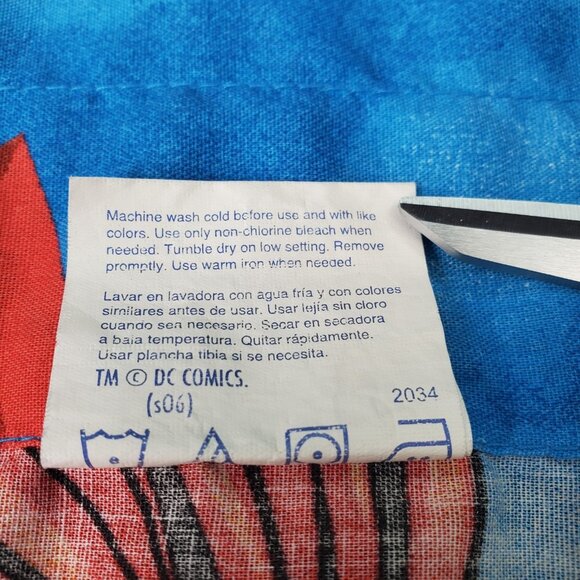 Machine wash cold before use and with like
colors. Use only non-chlorine bleach when
needed. Tumble dry on low setting. Remove
promptly. Use warm iron when needed.
Lavar en lavadora con agua fría y con colores
similares antes de usar. Usar lejía sin cloro
cuando sea necesario. Secar en secadora
a baja temperatura. Quitar rápidamente.
Usar plancha tibia si se necesita.
TM © DC COMICS.
(s06)
2034